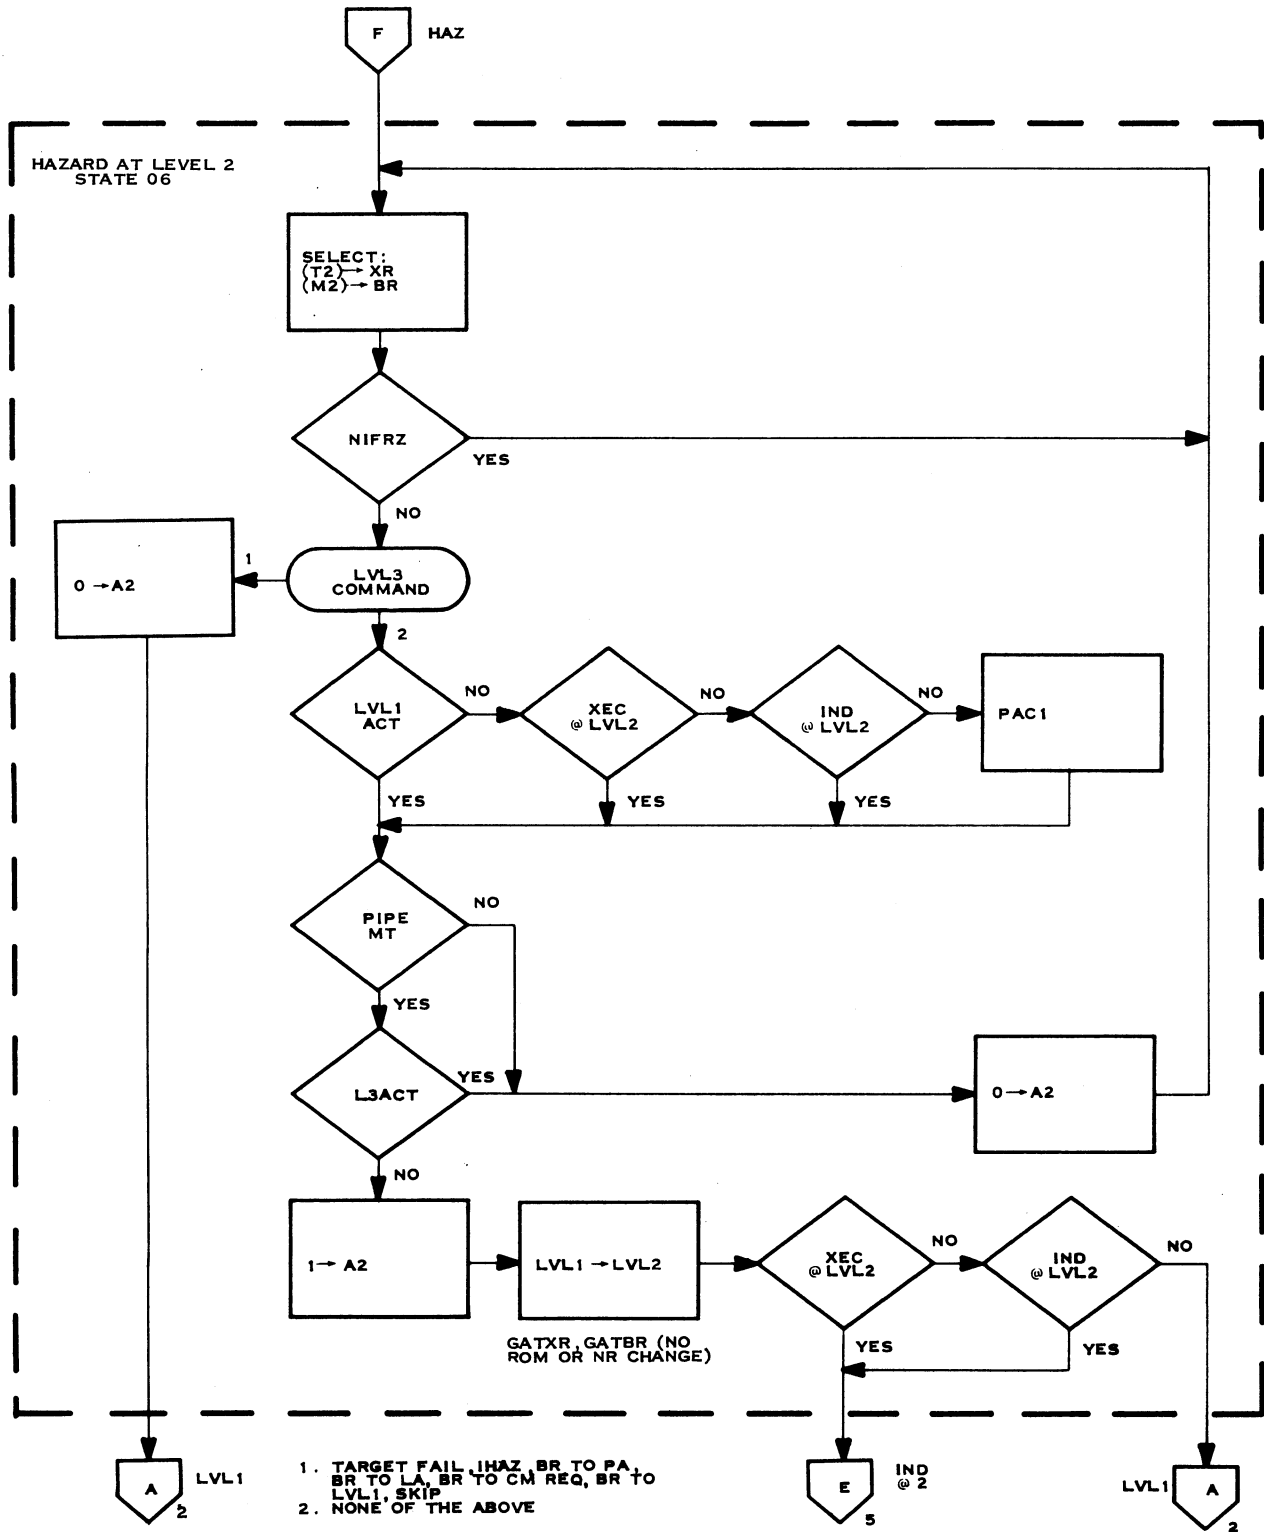 F HAZ
HAZARD AT LEVEL 2
STATE 06
SELECT:
(T2)→ XR
(M2)→ BR
NIFRZ
YES
NO
0 →A2
1
LVL3
COMMAND
2
LVL1
ACT
NO
XEC
@ LVL2
NO
IND
@ LVL2
NO
PAC1
YES
YES
YES
PIPE
MT
NO
YES
L3ACT
YES
0 →A2
NO
1→ A2
LVL1 →LVL2
GATXR, GATBR (NO
ROM OR NR CHANGE)
XEC
@ LVL2
NO
IND
@ LVL2
NO
YES
YES
A
2
LVL1
1. TARGET FAIL, IHAZ, BR TO PA,
BR TO LA, BR TO CM REQ, BR TO
LVL1, SKIP
2. NONE OF THE ABOVE
E
5
IND
@ 2
LVL1
A
2